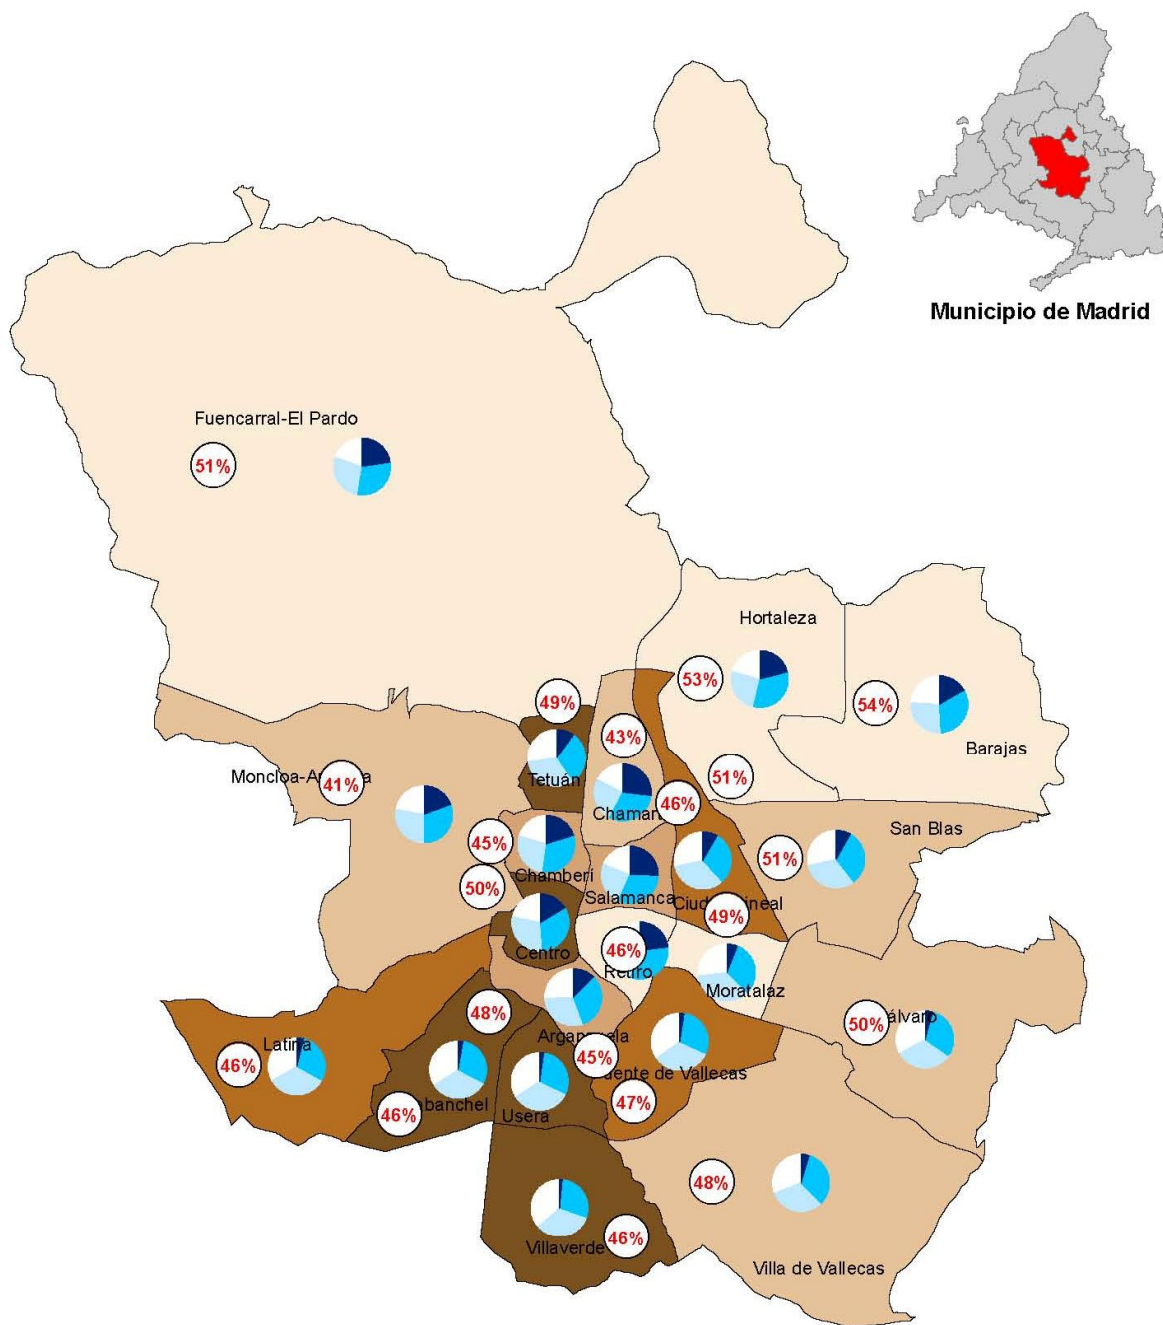 Municipio de Madrid
Fuencarral-El Pardo
51%
Hortaleza
53%
54%
Barajas
49%
43%
51%
46%
Tetuán
41%
45%
50%
Chamberí
Salamanca
San Blas
51%
49%
Centro
46%
Retiro
Moratalaz
48%
50%
Latina
46%
45%
de Vallecas
46%
Usera
47%
48%
Villaverde
46%
Villa de Vallecas